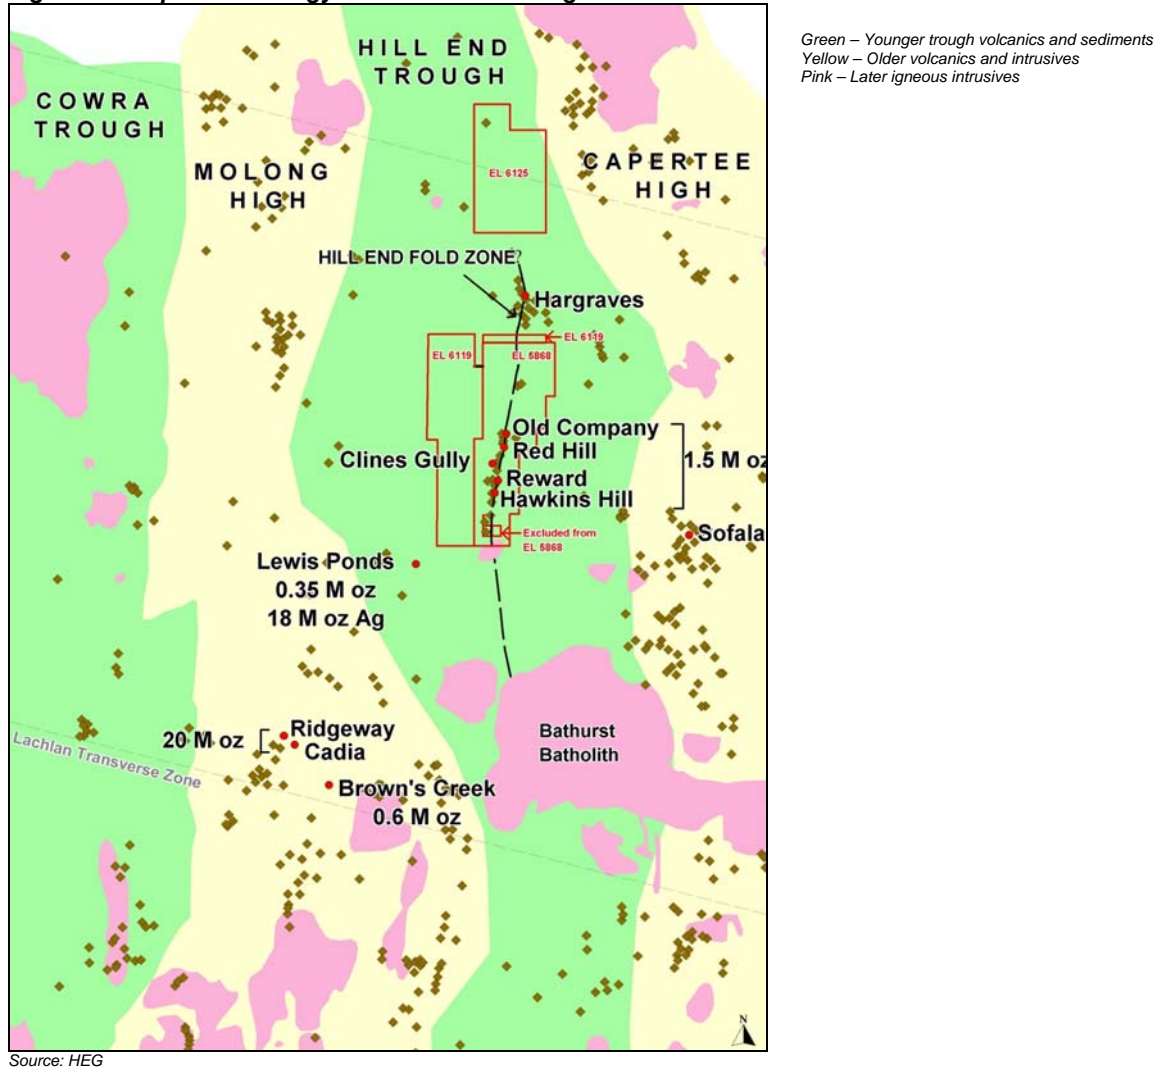 Green – Younger trough volcanics and sediments
Yellow – Older volcanics and intrusives
Pink – Later igneous intrusives
HILL END
TROUGH
COWRA
TROUGH
MOLONG
HIGH
CAPERTEE
HIGH
EL 6125
HILL END FOLD ZONE?
Hargraves
EL 6149
EL 6119
EL 5868
Old Company
Red Hill
Clines Gully
Reward
Hawkins Hill
1.5 M oz
Sofala
Excluded from
EL 5868
Lewis Ponds
0.35 M oz
18 M oz Ag
Ridgeway
20 M oz
Cadia
Bathurst
Batholith
Lachlan Transverse Zone
Brown's Creek
0.6 M oz
N
Source: HEG